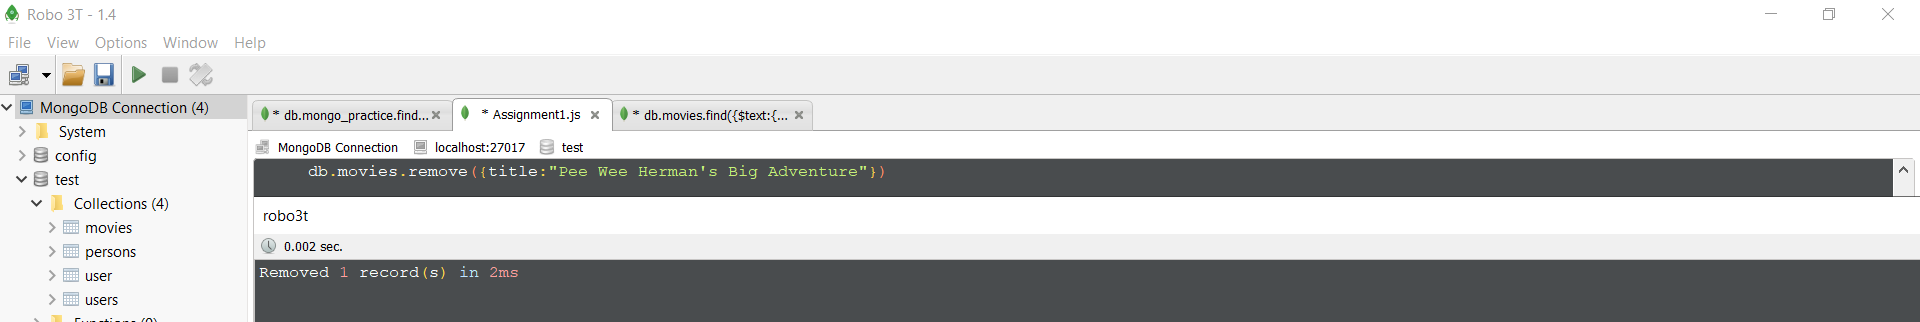 Robo 3T - 1.4
File View Options Window Help
MongoDB Connection (4)
System
config
test
Collections (4)
movies
persons
user
users
Functions (0)
* db.mongo_practice.find... * Assignment1.js * db.movies.find({$text:{...
MongoDB Connection localhost:27017 test
db.movies.remove({title:"Pee Wee Herman's Big Adventure"})
robo3t
0.002 sec.
Removed 1 record(s) in 2ms